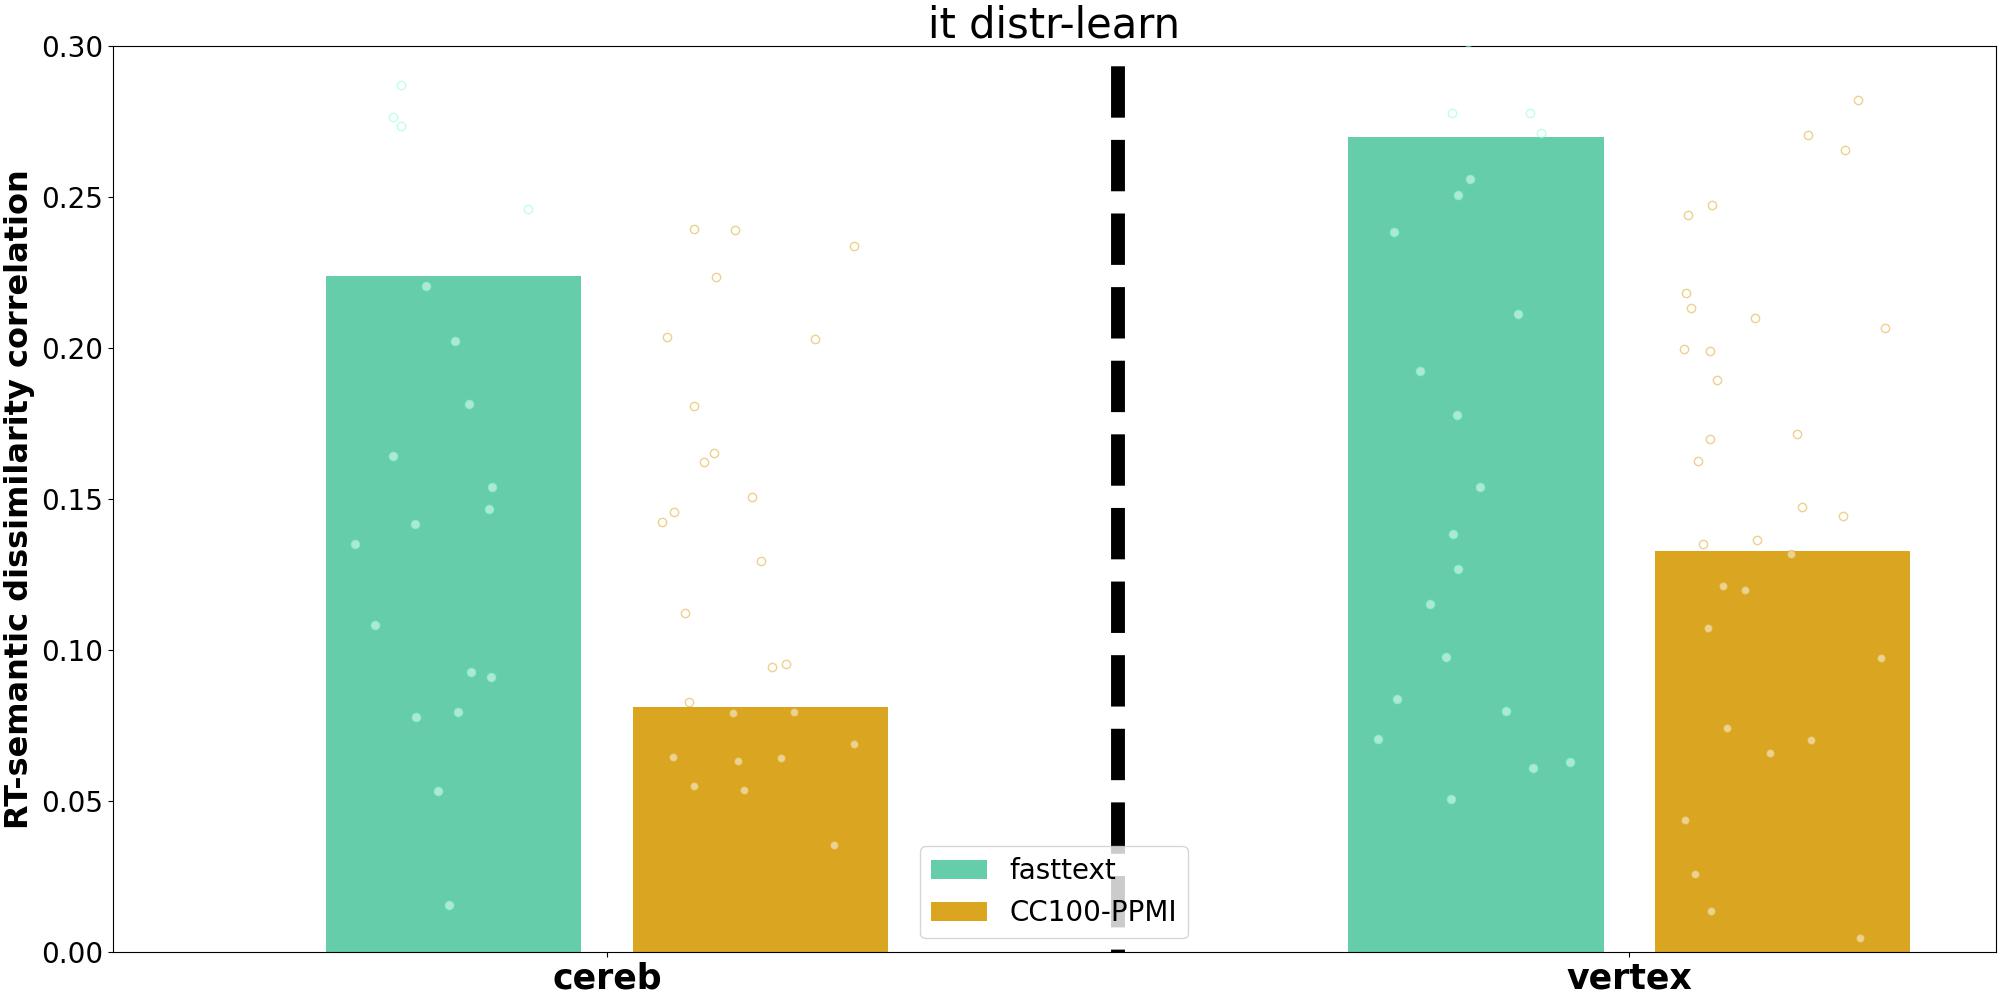 it distr-learn
RT-semantic dissimilarity correlation
0.30
0.25
0.20
0.15
0.10
0.05
0.00
fasttext
CC100-PPMI
cereb
vertex